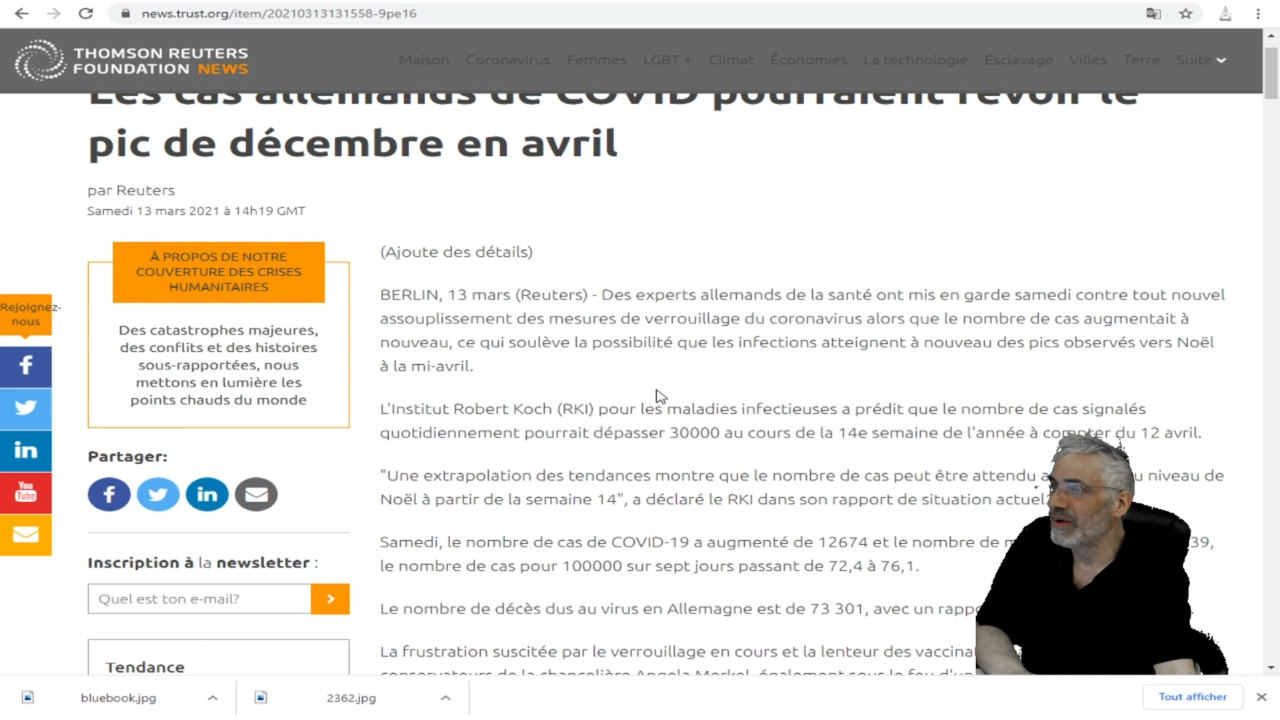 news.trust.org/item/20210313131558-9pe16
THOMSON REUTERS
FOUNDATION NEWS
Maison Coronavirus Femmes LGBT + Climat Économies La technologie Esclavage Villes Terre Suite
Les cas allemands de COVID pourraient revoir le
pic de décembre en avril
par Reuters
Samedi 13 mars 2021 à 14h19 GMT
À PROPOS DE NOTRE
COUVERTURE DES CRISES
HUMANITAIRES
Des catastrophes majeures,
des conflits et des histoires
sous-rapportées, nous
mettons en lumière les
points chauds du monde
Rejoignez-
nous
You
Tube
Partager:
Inscription à la newsletter :
Quel est ton e-mail?
Tendance
(Ajoute des détails)
BERLIN, 13 mars (Reuters) - Des experts allemands de la santé ont mis en garde samedi contre tout nouvel
assouplissement des mesures de verrouillage du coronavirus alors que le nombre de cas augmentait à
nouveau, ce qui soulève la possibilité que les infections atteignent à nouveau des pics observés vers Noël
à la mi-avril.
L'Institut Robert Koch (RKI) pour les maladies infectieuses a prédit que le nombre de cas signalés
quotidiennement pourrait dépasser 30000 au cours de la 14e semaine de l'année à compter du 12 avril.
"Une extrapolation des tendances montre que le nombre de cas peut être attendu niveau de
Noël à partir de la semaine 14", a déclaré le RKI dans son rapport de situation actuel
Samedi, le nombre de cas de COVID-19 a augmenté de 12674 et le nombre de 39,
le nombre de cas pour 100000 sur sept jours passant de 72,4 à 76,1.
Le nombre de décès dus au virus en Allemagne est de 73 301, avec un
La frustration suscitée par le verrouillage en cours et la lenteur des
conservateurs de la chancelière Angela Merkel, également sous le feu d'un
bluebook.jpg
2362.jpg
Tout afficher